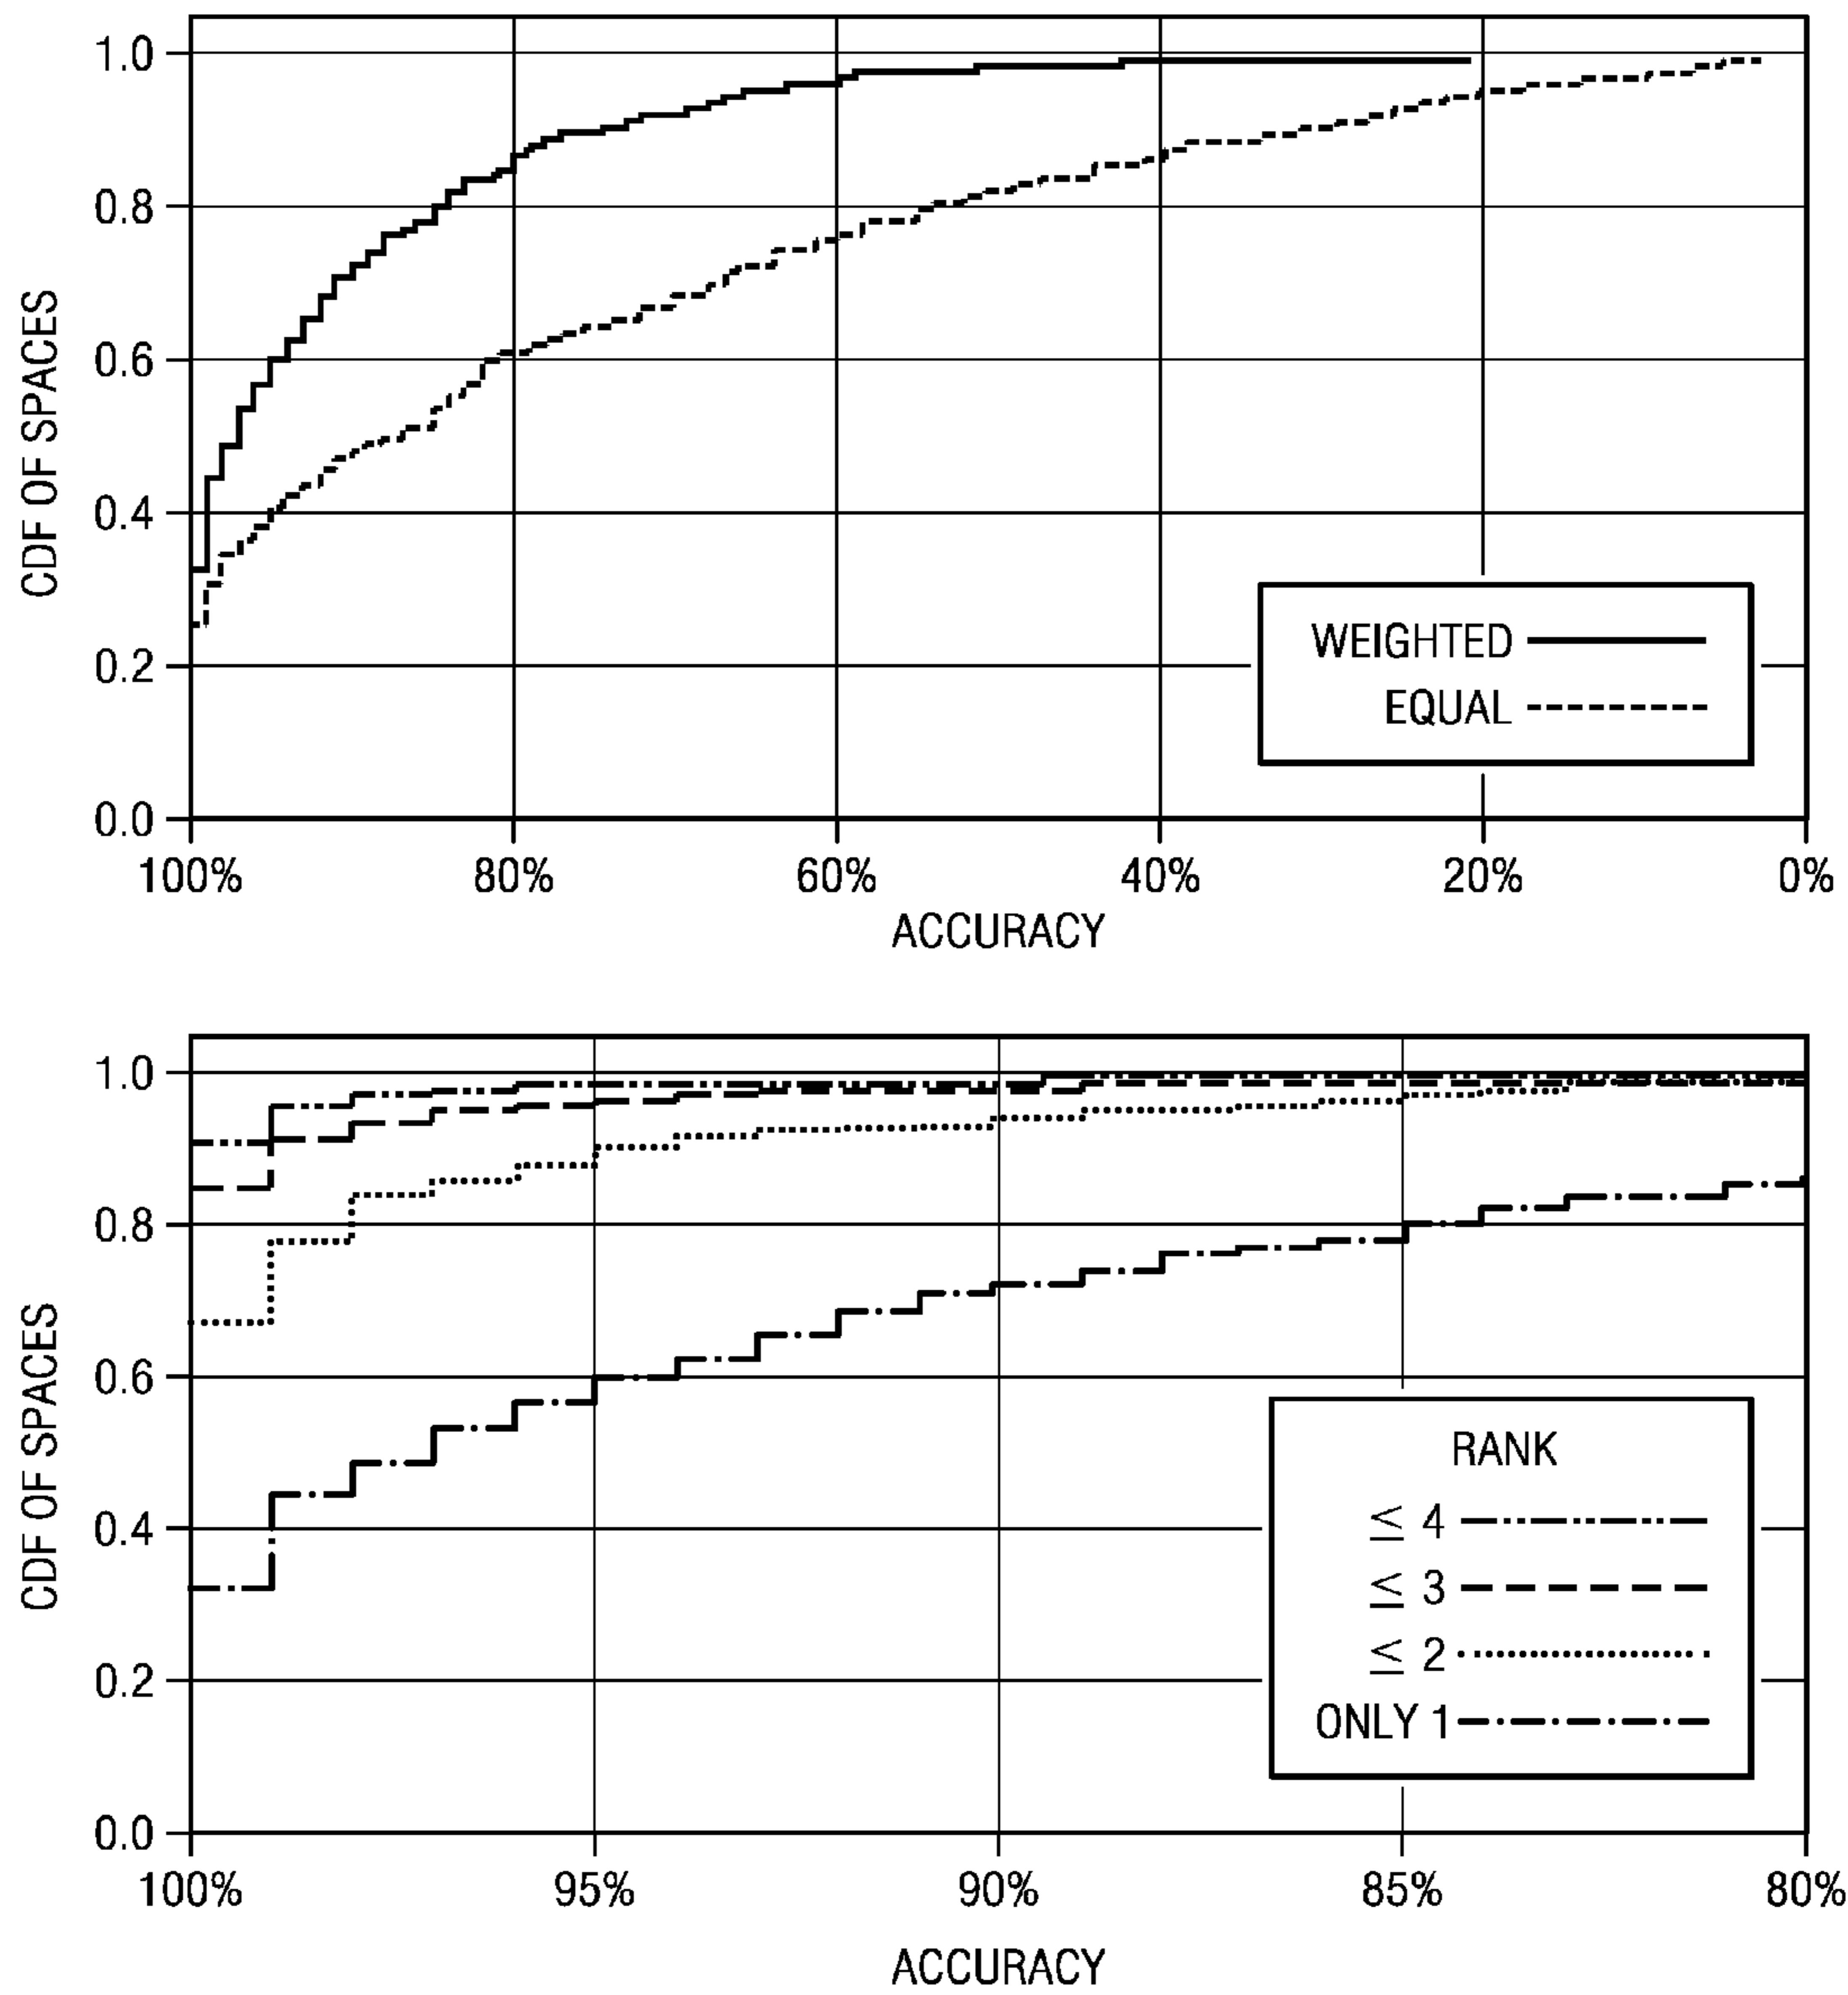 1.0
0.8
0.6
0.4
0.2
0.0
CDF OF SPACES
WEIGHTED
EQUAL
100% 80% 60% 40% 20% 0%
ACCURACY
1.0
0.8
0.6
0.4
0.2
0.0
CDF OF SPACES
RANK
≤ 4
≤ 3
≤ 2
ONLY 1
100% 95% 90% 85% 80%
ACCURACY